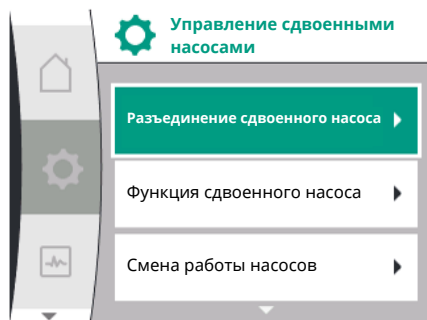 Управление сдвоенными
насосами
Разъединение сдвоенного насоса
Функция сдвоенного насоса
Смена работы насосов